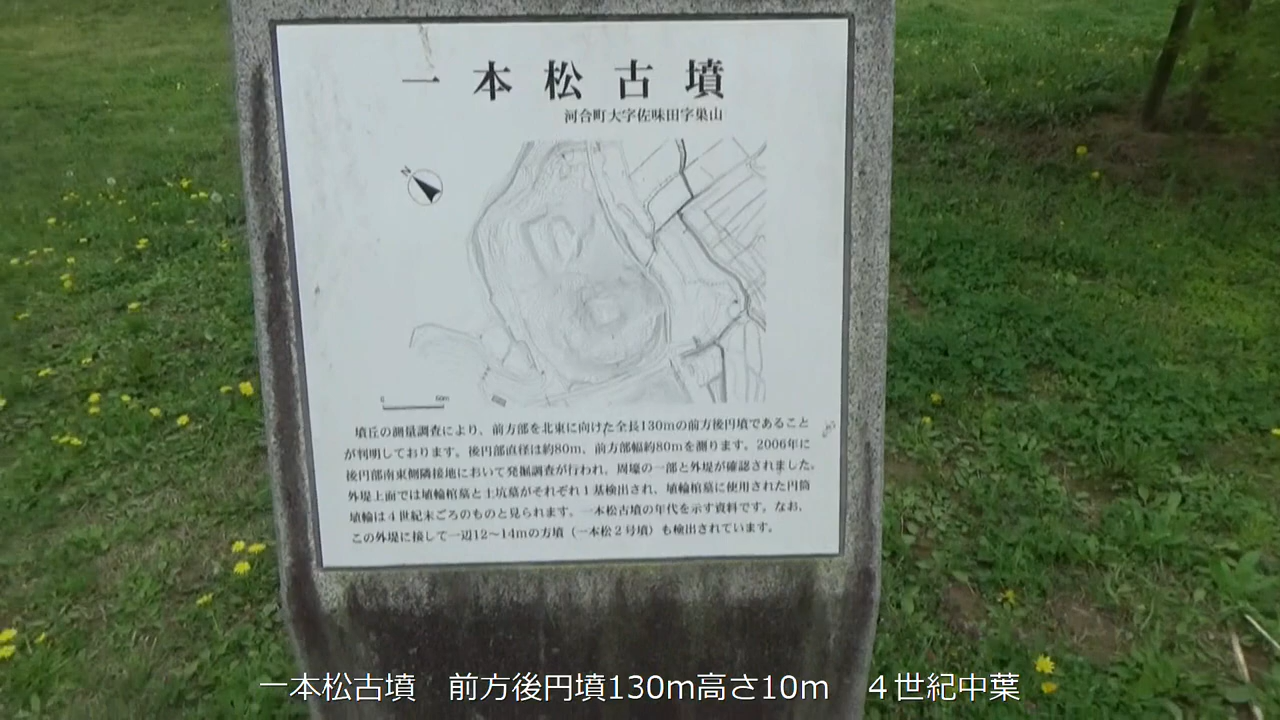 一本松古墳
河合町大字佐味田字巣山
N
0 50m
墳丘の測量調査により、前方部を北東に向けた全長130mの前方後円墳であること
が判明しております。後円部直径は約80m、前方部幅約80mを測ります。2006年に
後円部南東側隣接地において発掘調査が行われ、周壕の一部と外堤が確認されました。
外堤上面では埴輪棺墓と土坑墓がそれぞれ1基検出され、埴輪棺墓に使用された円筒
埴輪は4世紀末ごろのものと見られます。一本松古墳の年代を示す資料です。なお、
この外堤に接して一辺12～14mの方墳（一本松２号墳）も検出されています。
一本松古墳　前方後円墳130m高さ10m　４世紀中葉